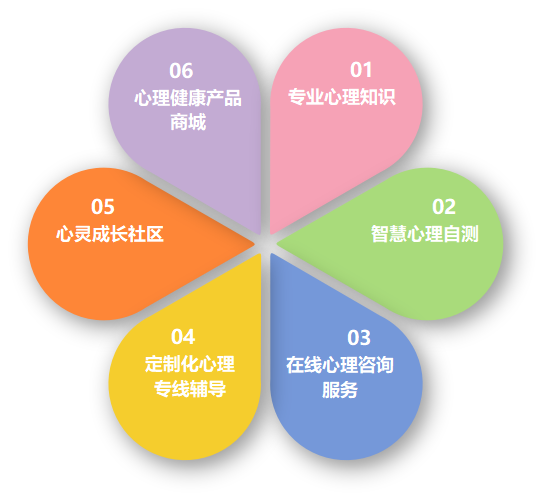 01
专业心理知识
02
智慧心理自测
03
在线心理咨询
服务
04
定制化心理
专线辅导
05
心灵成长社区
06
心理健康产品
商城